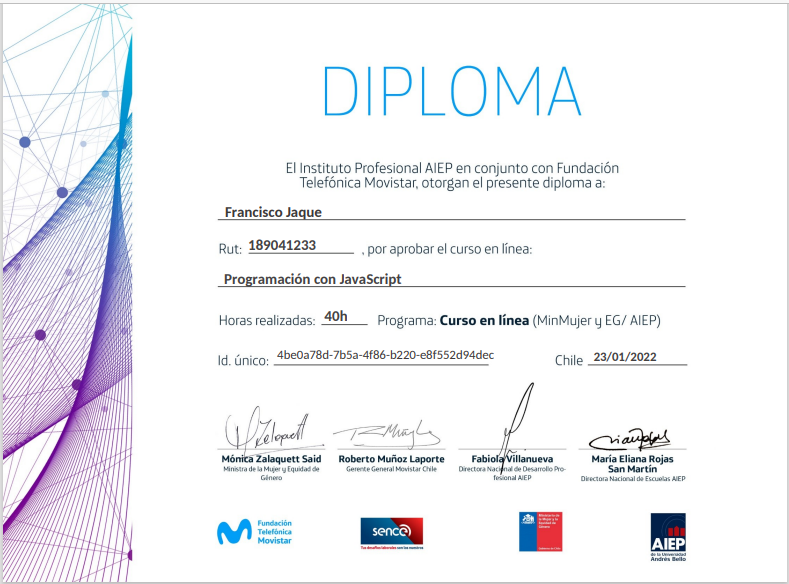 DIPLOMA
El Instituto Profesional AIEP en conjunto con Fundación
Telefónica Movistar, otorgan el presente diploma a:
Francisco Jaque
Rut: 189041233 , por aprobar el curso en línea:
Programación con JavaScript
Horas realizadas: 40h Programa: Curso en línea (MinMujer y EG/ AIEP)
Id. único: 4be0a78d-7b5a-4f86-b220-e8f552d94dec Chile 23/01/2022
Mónica Zalaquett Said
Ministra de la Mujer y Equidad de
Género
Roberto Muñoz Laporte
Gerente General Movistar Chile
Fabiola Villanueva
Directora Nacional de Desarrollo Pro-
fesional AIEP
María Eliana Rojas
San Martín
Directora Nacional de Escuelas AIEP
Fundación
Telefónica
Movistar
sence
Tus desafíos laborales son los nuestros
Ministerio de
la Mujer y la
Equidad de
Género
Gobierno de Chile
AIEP
de la Universidad
Andrés Bello